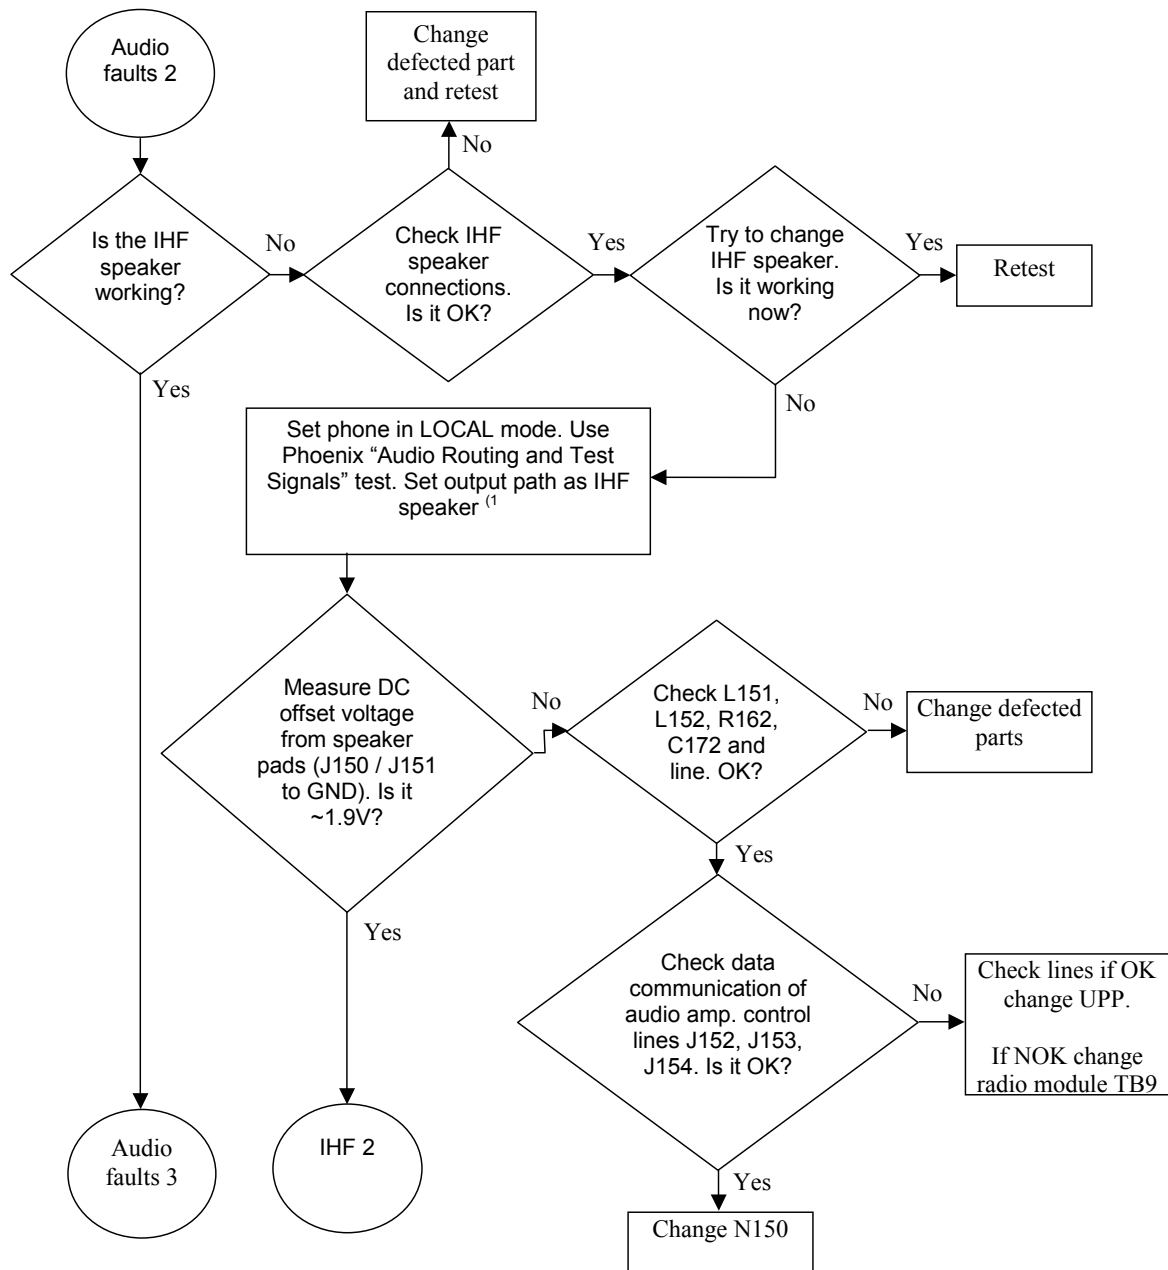 Audio
faults 2
Change
defected part
and retest
No
Is the IHF
speaker
working?
No
Check IHF
speaker
connections.
Is it OK?
Yes
Try to change
IHF speaker.
Is it working
now?
Yes
Retest
Yes
No
Set phone in LOCAL mode. Use
Phoenix “Audio Routing and Test
Signals” test. Set output path as IHF
speaker (1
Measure DC
offset voltage
from speaker
pads (J150 / J151
to GND). Is it
~1.9V?
No
Check L151,
L152, R162,
C172 and
line. OK?
No
Change defected
parts
Yes
Yes
Check data
communication of
audio amp. control
lines J152, J153,
J154. Is it OK?
No
Check lines if OK
change UPP.
If NOK change
radio module TB9
Audio
faults 3
IHF 2
Yes
Change N150